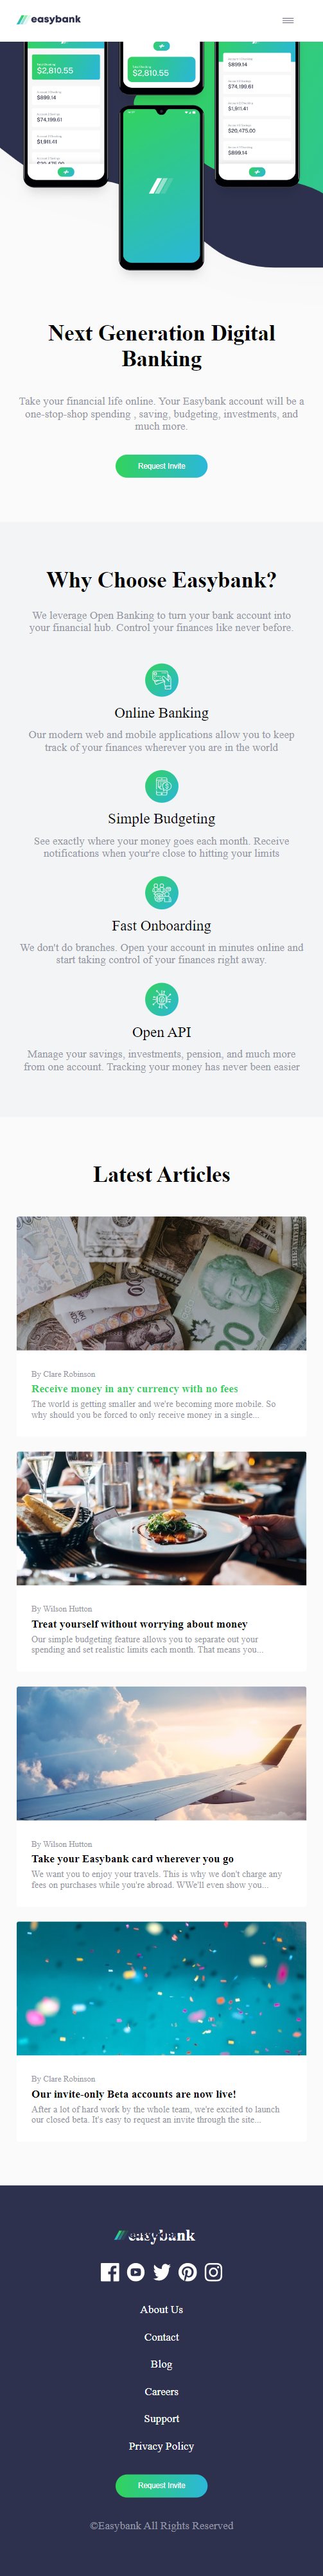 easybank
$2,810.55
$899.14
$74,199.61
$1,911.41
$2,810.55
$899.14
$74,199.61
$1,911.41
$20,475.00
$899.14
Next Generation Digital
Banking
Take your financial life online. Your Easybank account will be a
one-stop-shop spending , saving, budgeting, investments, and
much more.
Request Invite
Why Choose Easybank?
We leverage Open Banking to turn your bank account into
your financial hub. Control your finances like never before.
Online Banking
Our modern web and mobile applications allow you to keep
track of your finances wherever you are in the world
Simple Budgeting
See exactly where your money goes each month. Receive
notifications when your're close to hitting your limits
Fast Onboarding
We don't do branches. Open your account in minutes online and
start taking control of your finances right away.
Open API
Manage your savings, investments, pension, and much more
from one account. Tracking your money has never been easier
Latest Articles
By Clare Robinson
Receive money in any currency with no fees
The world is getting smaller and we're becoming more mobile. So
why should you be forced to only receive money in a single...
By Wilson Hutton
Treat yourself without worrying about money
Our simple budgeting feature allows you to separate out your
spending and set realistic limits each month. That means you...
By Wilson Hutton
Take your Easybank card wherever you go
We want you to enjoy your travels. This is why we don't charge any
fees on purchases while you're abroad. WWe'll even show you...
By Clare Robinson
Our invite-only Beta accounts are now live!
After a lot of hard work by the whole team, we're excited to launch
our closed beta. It's easy to request an invite through the site...
easybank
About Us
Contact
Blog
Careers
Support
Privacy Policy
Request Invite
©Easybank All Rights Reserved